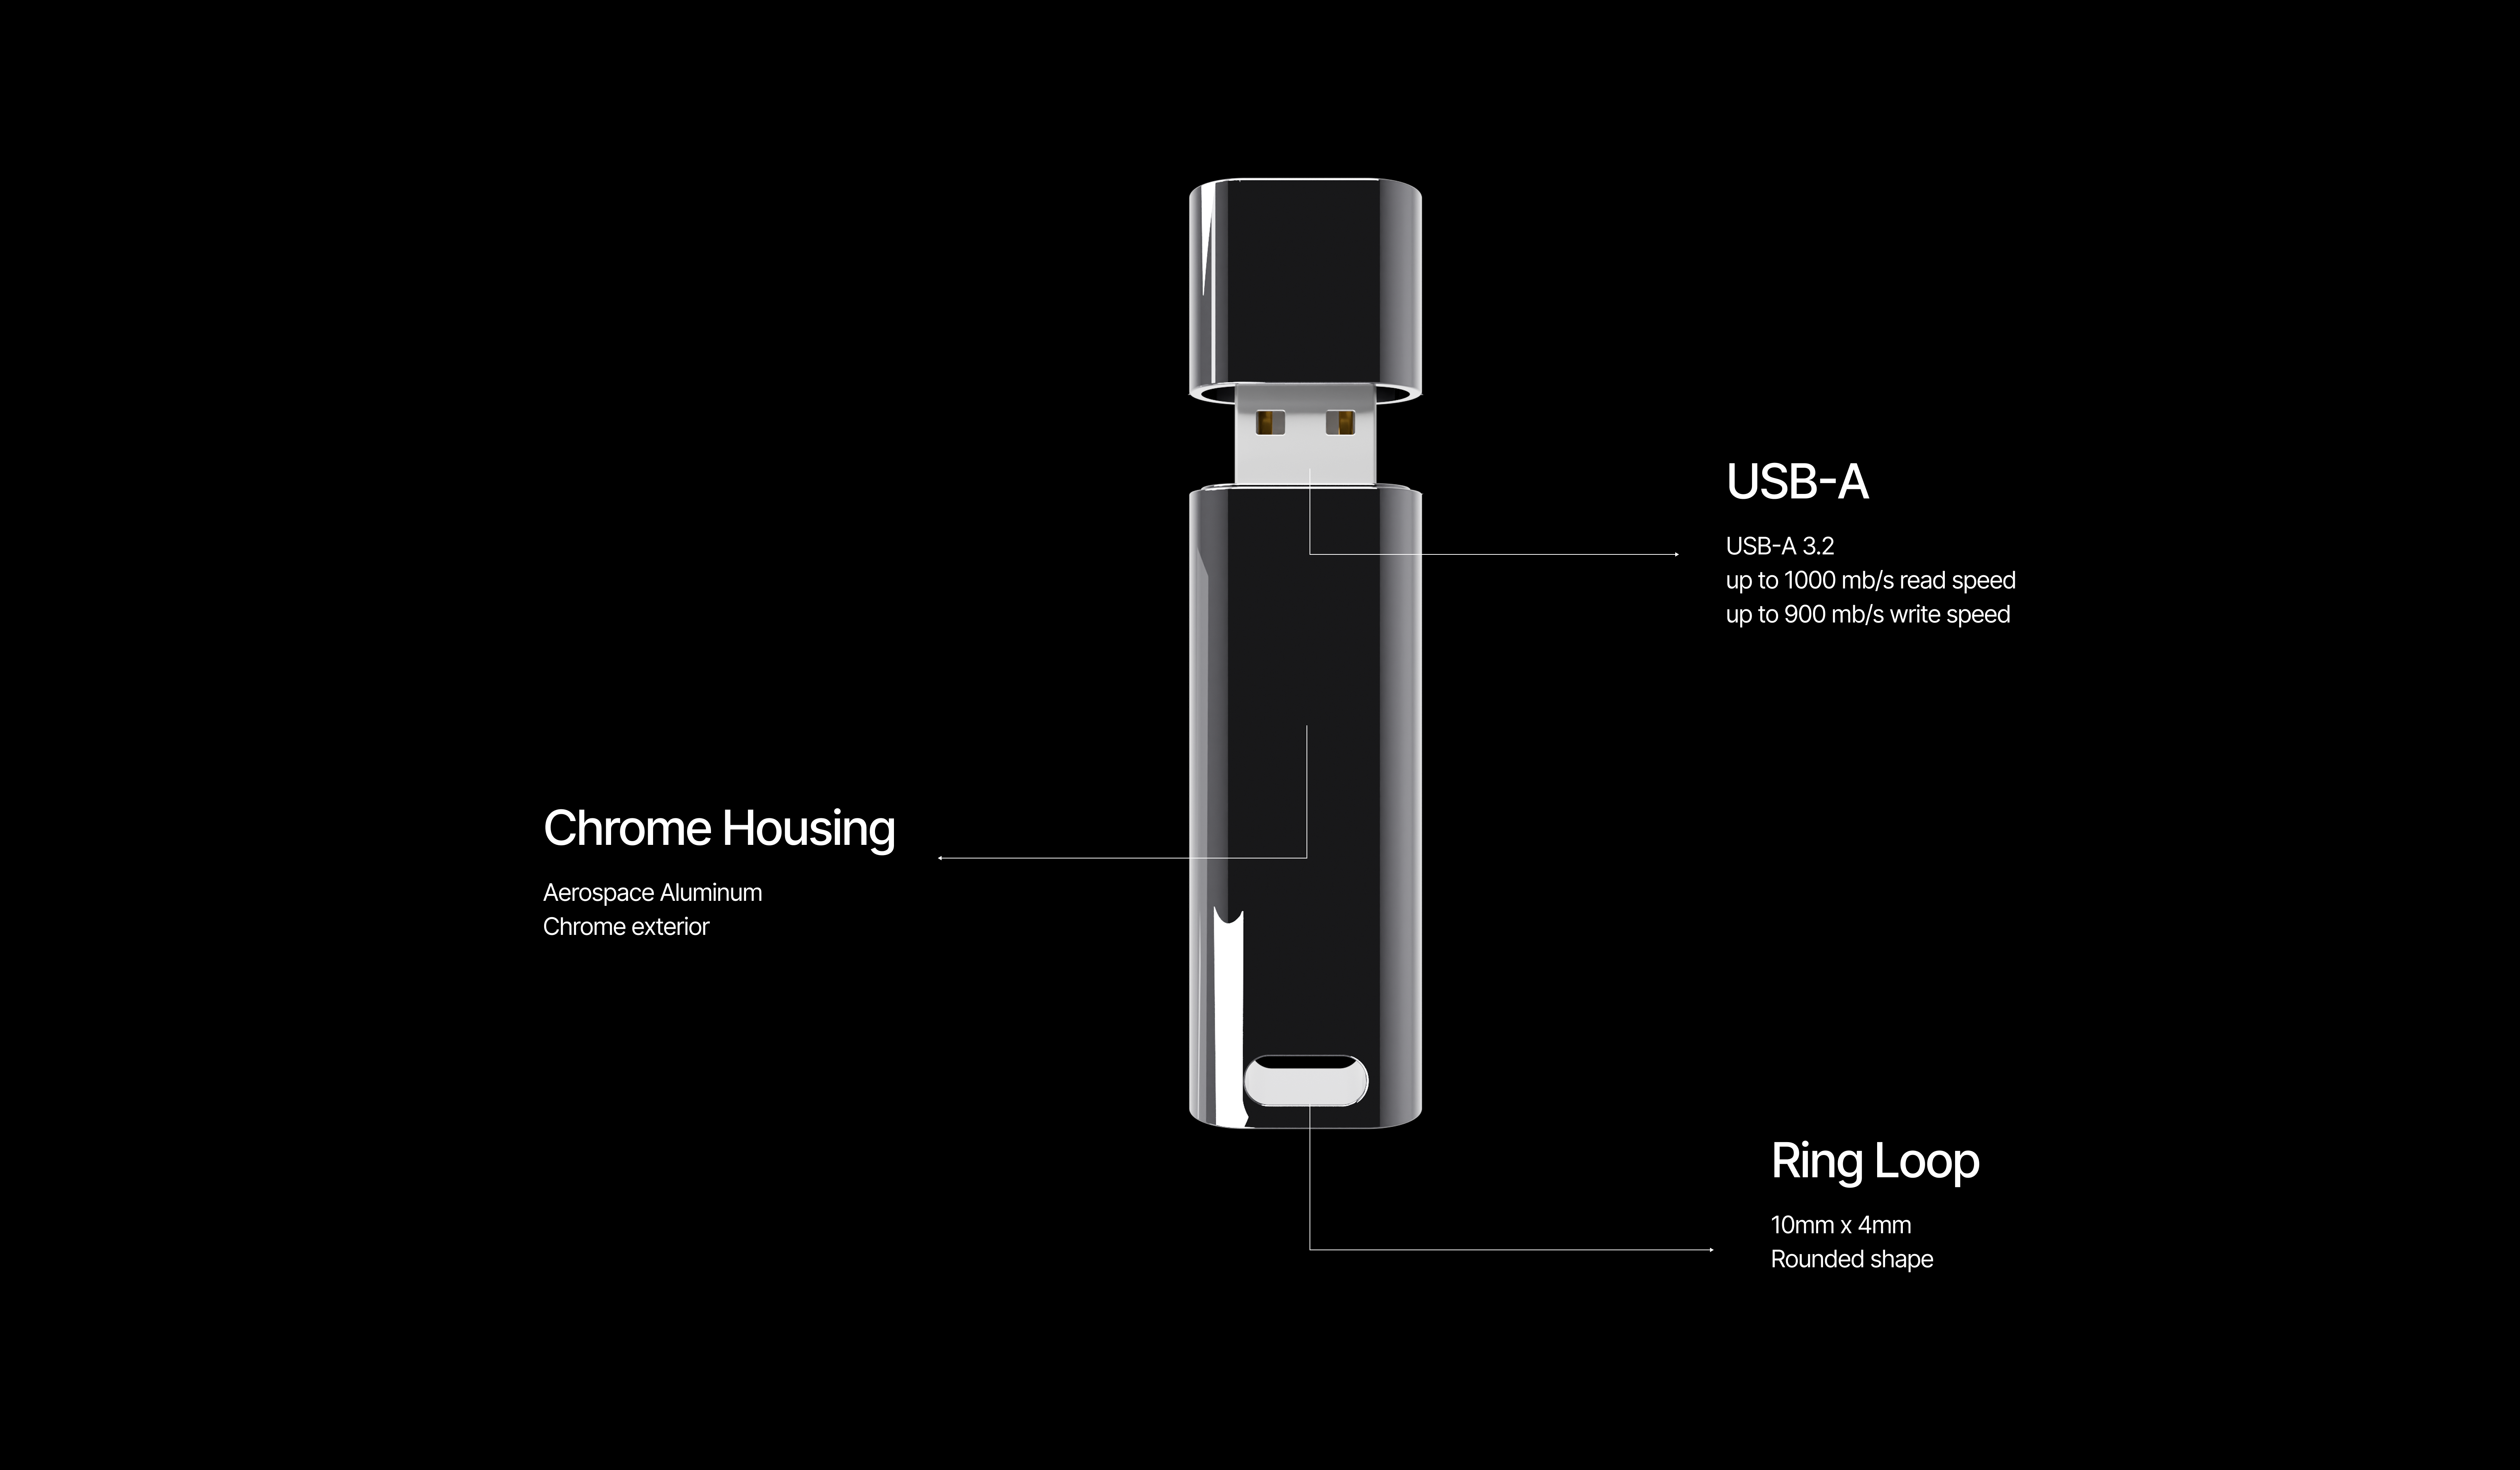 USB-A
USB-A 3.2
up to 1000 mb/s read speed
up to 900 mb/s write speed
Chrome Housing
Aerospace Aluminum
Chrome exterior
Ring Loop
10mm x 4mm
Rounded shape